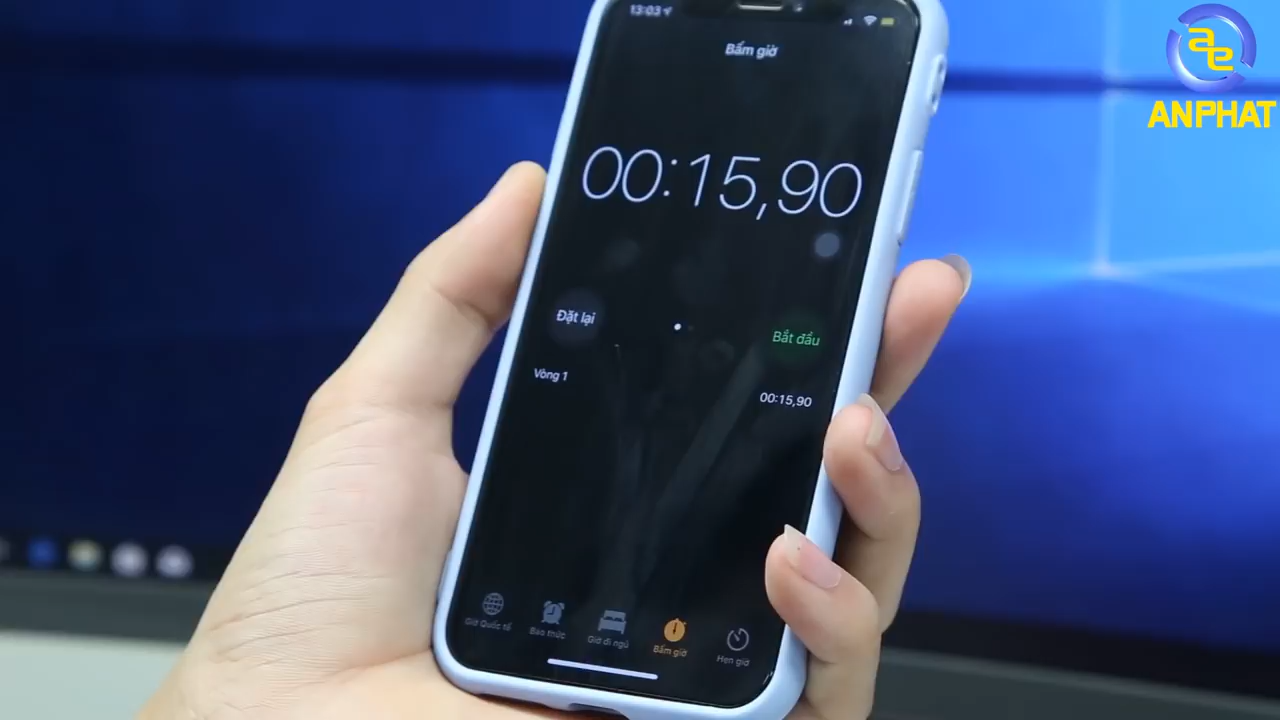 13:03
Bấm giờ
ae
ANPHAT
00:15,90
Đặt lại
Bắt đầu
Vòng 1
00:15,90
Giờ Quốc tế
Báo thức
Giờ đi ngủ
Bấm giờ
Hẹn giờ